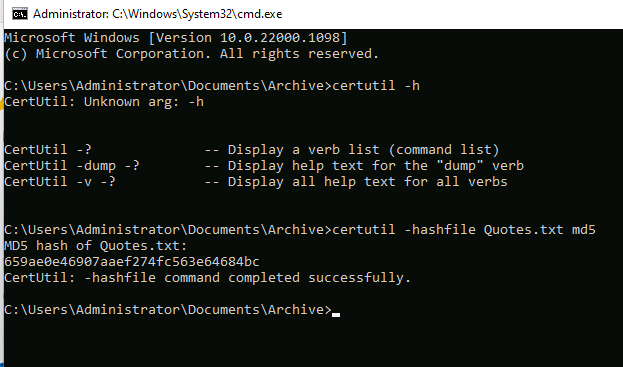 Administrator: C:\Windows\System32\cmd.exe
Microsoft Windows [Version 10.0.22000.1098]
(c) Microsoft Corporation. All rights reserved.
C:\Users\Administrator\Documents\Archive>certutil -h
CertUtil: Unknown arg: -h
CertUtil -?              -- Display a verb list (command list)
CertUtil -dump -?        -- Display help text for the "dump" verb
CertUtil -v -?           -- Display all help text for all verbs
C:\Users\Administrator\Documents\Archive>certutil -hashfile Quotes.txt md5
MD5 hash of Quotes.txt:
659ae0e46907aaef274fc563e64684bc
CertUtil: -hashfile command completed successfully.
C:\Users\Administrator\Documents\Archive>